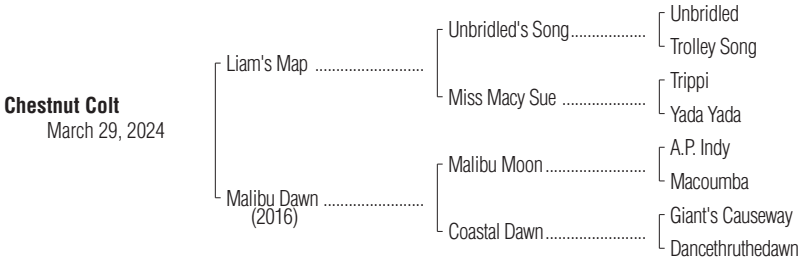 Unbridled
Unbridled's Song......................
Trolley Song
Liam's Map ..........................
Trippi
Miss Macy Sue ......................
Yada Yada
Chestnut Colt
March 29, 2024
A.P. Indy
Malibu Moon..........................
Macoumba
Malibu Dawn ........................
(2016)
Giant's Causeway
Coastal Dawn..........................
Dancethruthedawn